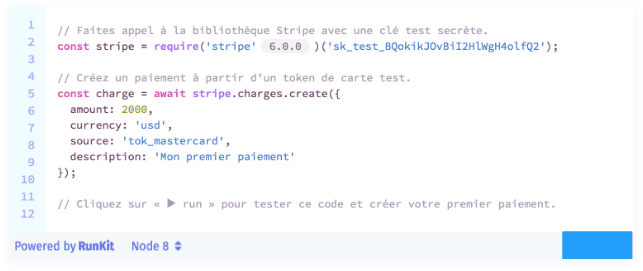 1
2 // Faites appel à la bibliothèque Stripe avec une clé test secrète.
3 const stripe = require('stripe' 6.0.0 )('sk_test_BQokikJOvBiI2HlWgH4olfQ2');
4
5 // Créez un paiement à partir d'un token de carte test.
6 const charge = await stripe.charges.create({
7 amount: 2000,
8 currency: 'usd',
9 source: 'tok_mastercard',
10 description: 'Mon premier paiement'
11 });
12
// Cliquez sur « ▶ run » pour tester ce code et créer votre premier paiement.
Powered by RunKit Node 8